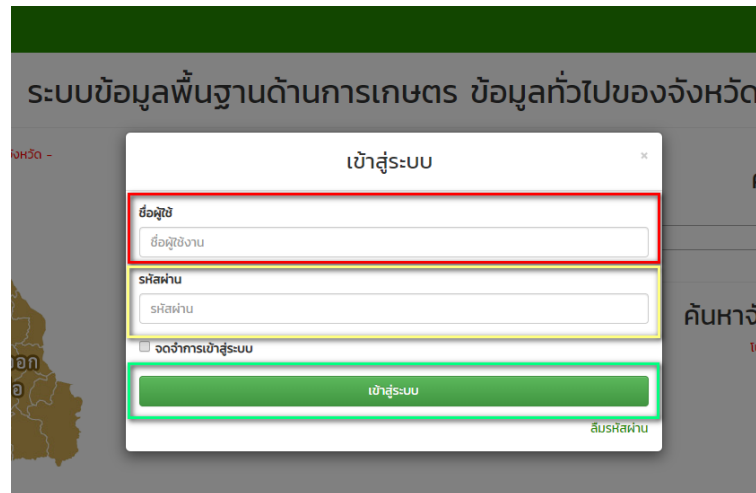 ระบบข้อมูลพื้นฐานด้านการเกษตร ข้อมูลทั่วไปของจังหวัด
จังหวัด -
เข้าสู่ระบบ
×
ชื่อผู้ใช้
ชื่อผู้ใช้งาน
รหัสผ่าน
รหัสผ่าน
จดจำการเข้าสู่ระบบ
เข้าสู่ระบบ
ลืมรหัสผ่าน
ค้นหาจั